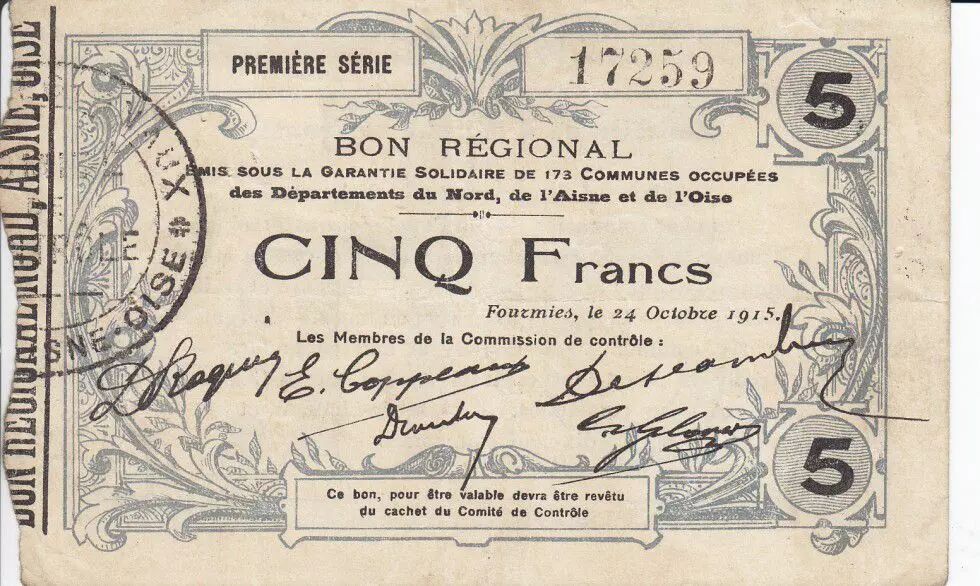 PREMIÈRE SÉRIE
17259
5
BON RÉGIONAL
ÉMIS SOUS LA GARANTIE SOLIDAIRE DE 173 COMMUNES OCCUPÉES
des Départements du Nord, de l'Aisne et de l'Oise
CINQ Francs
Fourmies, le 24 Octobre 1915.
Les Membres de la Commission de contrôle :
E. Coppeaux
5
Ce bon, pour être valable devra être revêtu
du cachet du Comité de Contrôle
BON RÉGIONAL NORD, AISNE, OISE
OISE